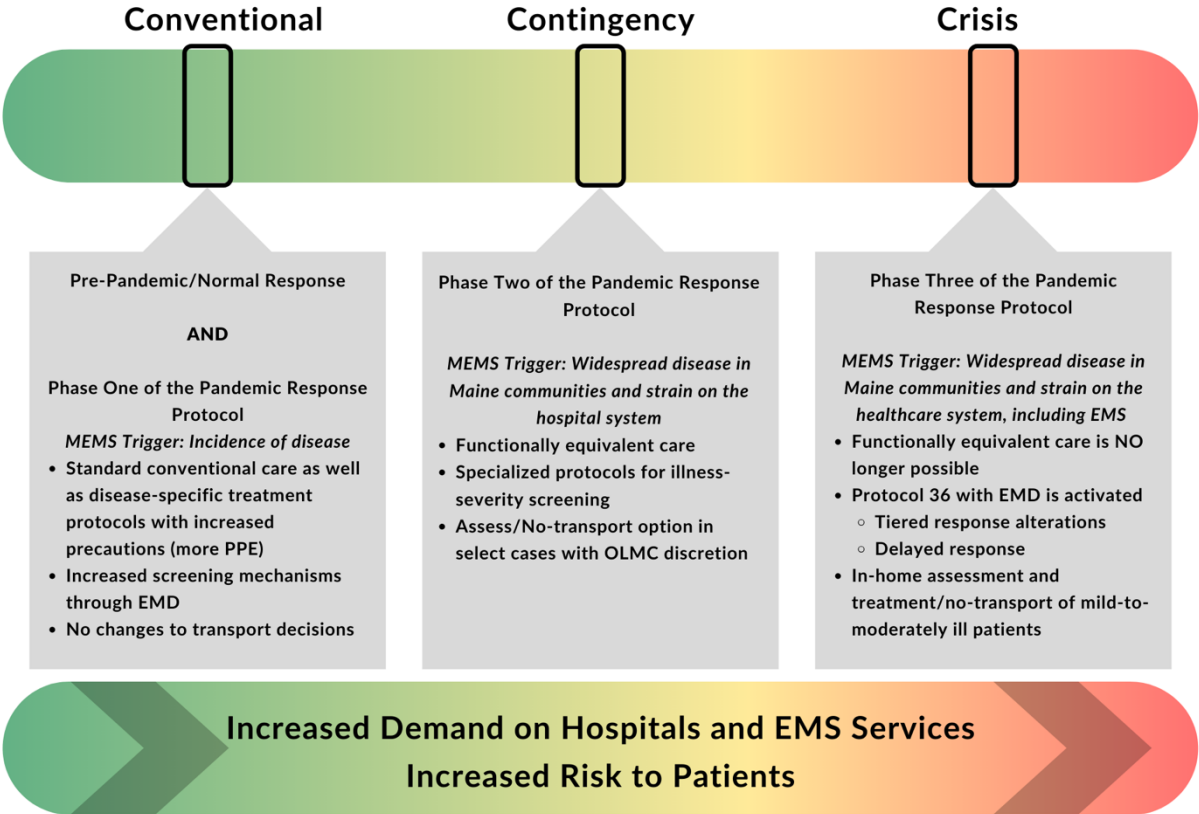 Conventional
Contingency
Crisis
Pre-Pandemic/Normal Response
AND
Phase One of the Pandemic Response
Protocol
MEMS Trigger: Incidence of disease
• Standard conventional care as well
as disease-specific treatment
protocols with increased
precautions (more PPE)
• Increased screening mechanisms
through EMD
• No changes to transport decisions
Phase Two of the Pandemic Response
Protocol
MEMS Trigger: Widespread disease in
Maine communities and strain on the
hospital system
• Functionally equivalent care
• Specialized protocols for illness-
severity screening
• Assess/No-transport option in
select cases with OLMC discretion
Phase Three of the Pandemic
Response Protocol
MEMS Trigger: Widespread disease in
Maine communities and strain on the
healthcare system, including EMS
• Functionally equivalent care is NO
longer possible
• Protocol 36 with EMD is activated
○ Tiered response alterations
○ Delayed response
• In-home assessment and
treatment/no-transport of mild-to-
moderately ill patients
Increased Demand on Hospitals and EMS Services
Increased Risk to Patients